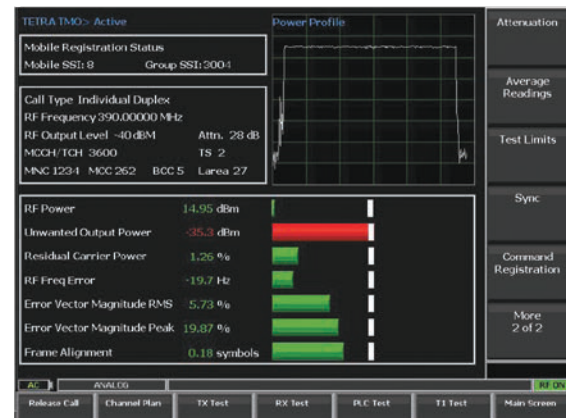 TETRA TMO:> Active
Power Profile
Mobile Registration Status
Mobile SSI: 8 Group SSI: 3004
Call Type Individual Duplex
RF Frequency 390.00000 MHz
RF Output Level -40 dBM Attn. 28 dB
MCCH/TCH 3600 TS 2
MNC 1234 MCC 262 BCC 5 Larea 27
RF Power 14.95 dBm
Unwanted Output Power -35.3 dBm
Residual Carrier Power 1.26 %
RF Freq Error -19.7 Hz
Error Vector Magnitude RMS 5.73 %
Error Vector Magnitude Peak 19.87 %
Frame Alignment 0.18 symbols
Attenuation
Average
Readings
Test Limits
Sync
Command
Registration
More
2 of 2
AC ANALOG RF ON
Release Call Channel Plan TX Test RX Test PLC Test T1 Test Main Screen